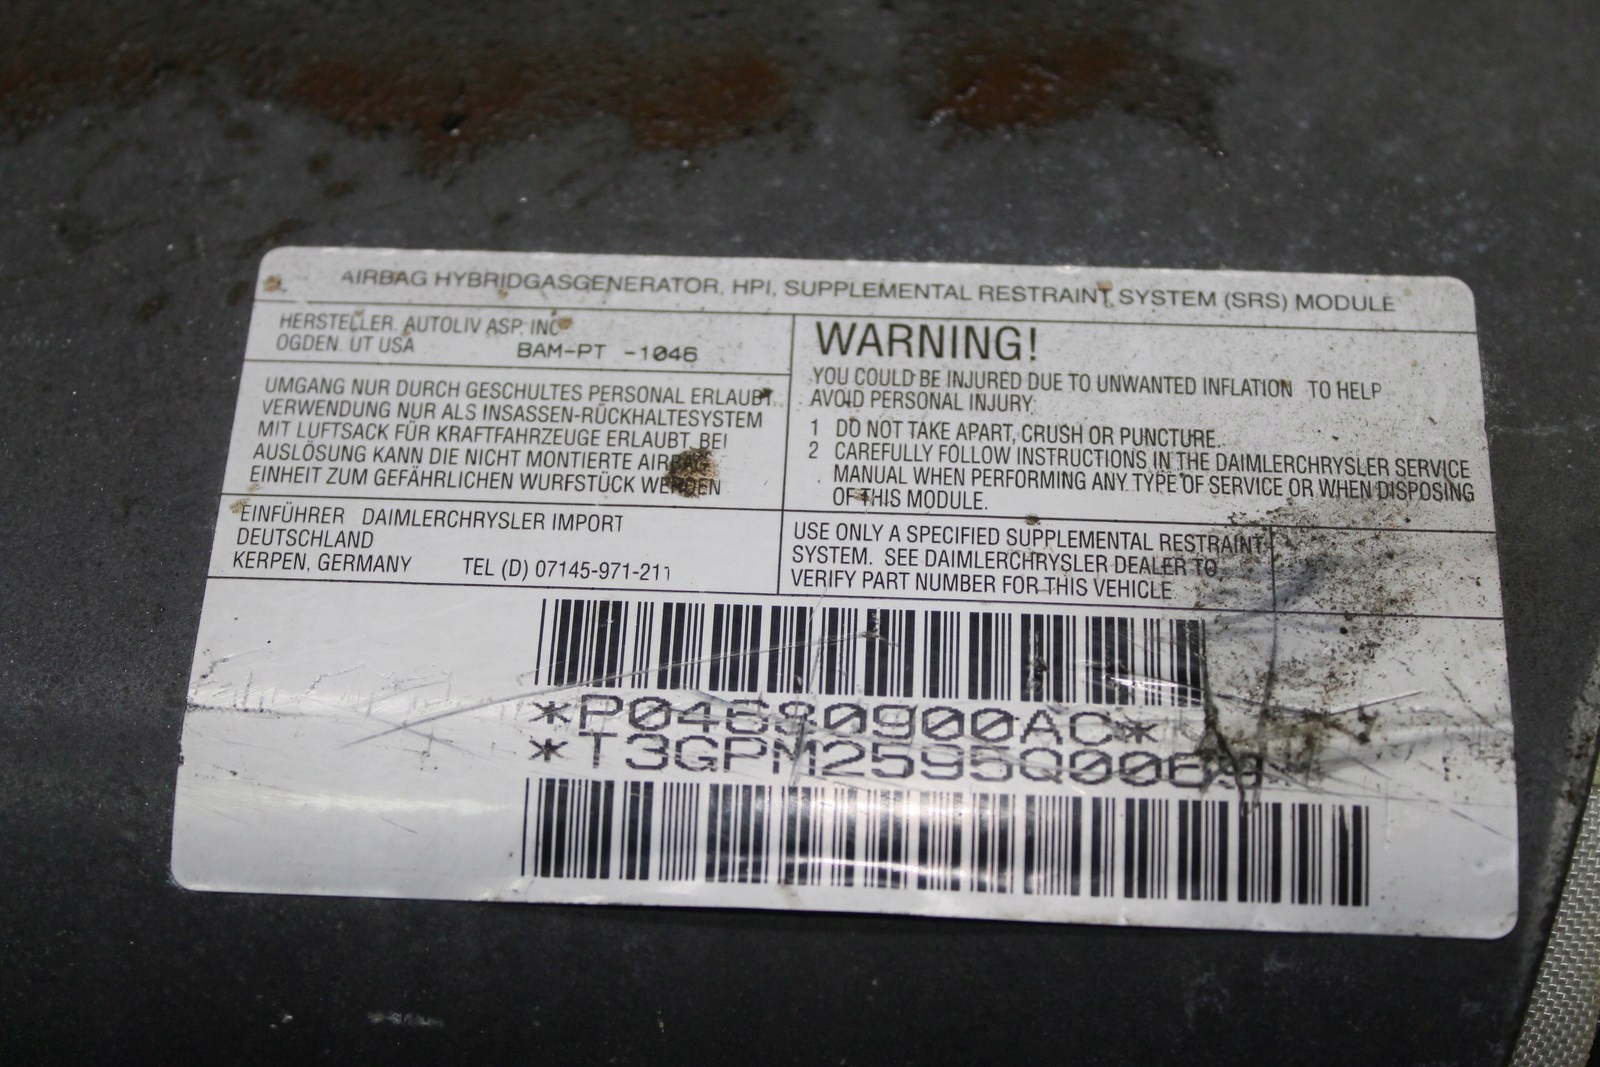 AIRBAG HYBRIDGASGENERATOR, HPI, SUPPLEMENTAL RESTRAINT SYSTEM (SRS) MODULE
HERSTELLER. AUTOLIV ASP, INC
OGDEN. UT USA BAM-PT -1046
UMGANG NUR DURCH GESCHULTES PERSONAL ERLAUBT.
VERWENDUNG NUR ALS INSASSEN-RÜCKHALTESYSTEM
MIT LUFTSACK FÜR KRAFTFAHRZEUGE ERLAUBT. BEI
AUSLÖSUNG KANN DIE NICHT MONTIERTE AIRBAG
EINHEIT ZUM GEFÄHRLICHEN WURFSTÜCK WERDEN
EINFÜHRER DAIMLERCHRYSLER IMPORT
DEUTSCHLAND
KERPEN, GERMANY TEL (D) 07145-971-211
WARNING!
YOU COULD BE INJURED DUE TO UNWANTED INFLATION TO HELP
AVOID PERSONAL INJURY:
1 DO NOT TAKE APART, CRUSH OR PUNCTURE.
2 CAREFULLY FOLLOW INSTRUCTIONS IN THE DAIMLERCHRYSLER SERVICE
MANUAL WHEN PERFORMING ANY TYPE OF SERVICE OR WHEN DISPOSING
OF THIS MODULE.
USE ONLY A SPECIFIED SUPPLEMENTAL RESTRAINT
SYSTEM. SEE DAIMLERCHRYSLER DEALER TO
VERIFY PART NUMBER FOR THIS VEHICLE
*P04680900AC*